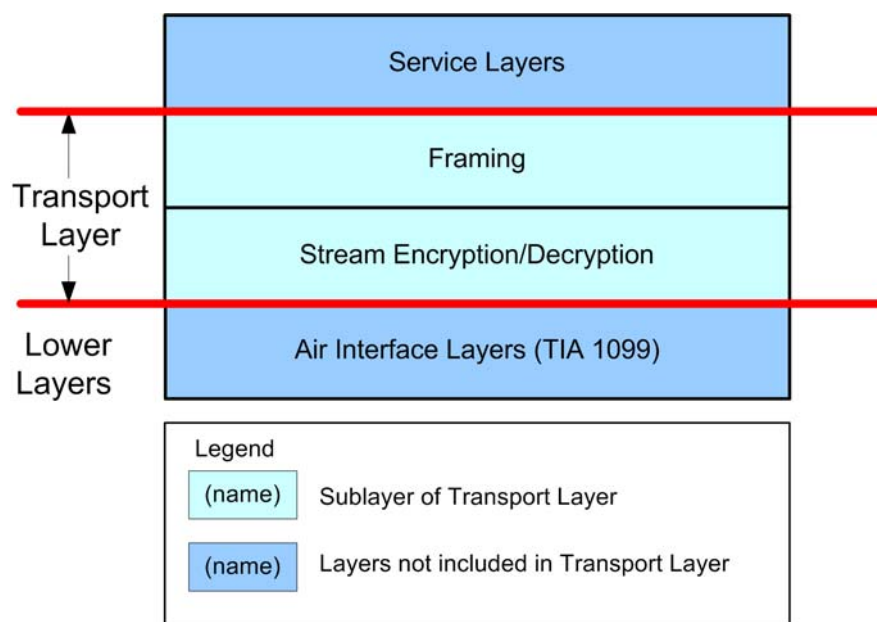 Service Layers
Framing
Transport
Layer
Stream Encryption/Decryption
Air Interface Layers (TIA 1099)
Lower
Layers
Legend
(name) Sublayer of Transport Layer
(name) Layers not included in Transport Layer